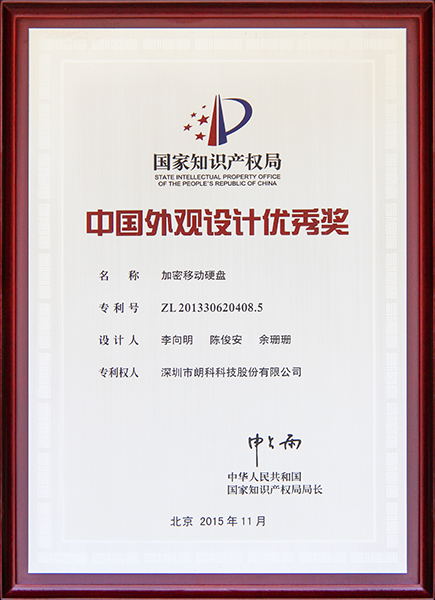 国家知识产权局
STATE INTELLECTUAL PROPERTY OFFICE
OF THE PEOPLE'S REPUBLIC OF CHINA
中国外观设计优秀奖
名 称 加密移动硬盘
专 利 号 ZL 201330620408.5
设 计 人 李向明 陈俊安 余珊珊
专利权人 深圳市朗科科技股份有限公司
申长雨
中华人民共和国
国家知识产权局局长
北京 2015 年 11 月